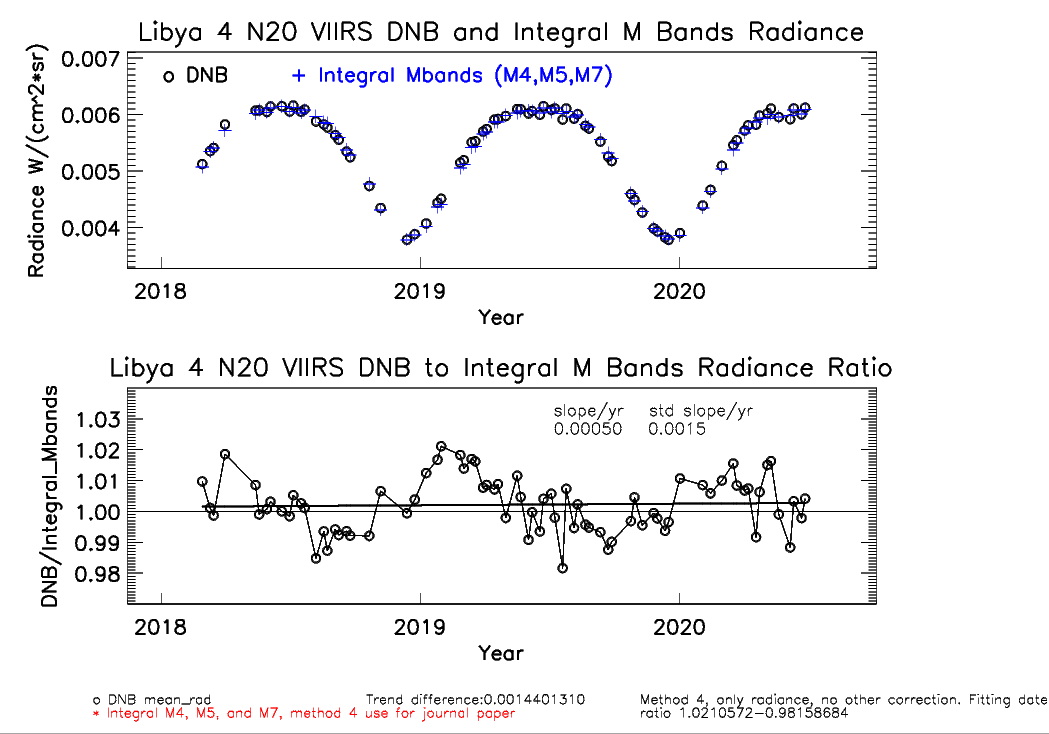 Libya 4 N20 VIIRS DNB and Integral M Bands Radiance
o DNB + Integral Mbands (M4,M5,M7)
0.007
0.006
0.005
0.004
Radiance W/(cm^2*sr)
2018 2019 2020
Year
Libya 4 N20 VIIRS DNB to Integral M Bands Radiance Ratio
slope/yr std slope/yr
0.00050 0.0015
1.03
1.02
1.01
1.00
0.99
0.98
DNB/Integral_Mbands
2018 2019 2020
Year
o DNB mean_rad Trend difference:0.0014401310 Method 4, only radiance, no other correction. Fitting date
* Integral M4, M5, and M7, method 4 use for journal paper ratio 1.0210572-0.98158684